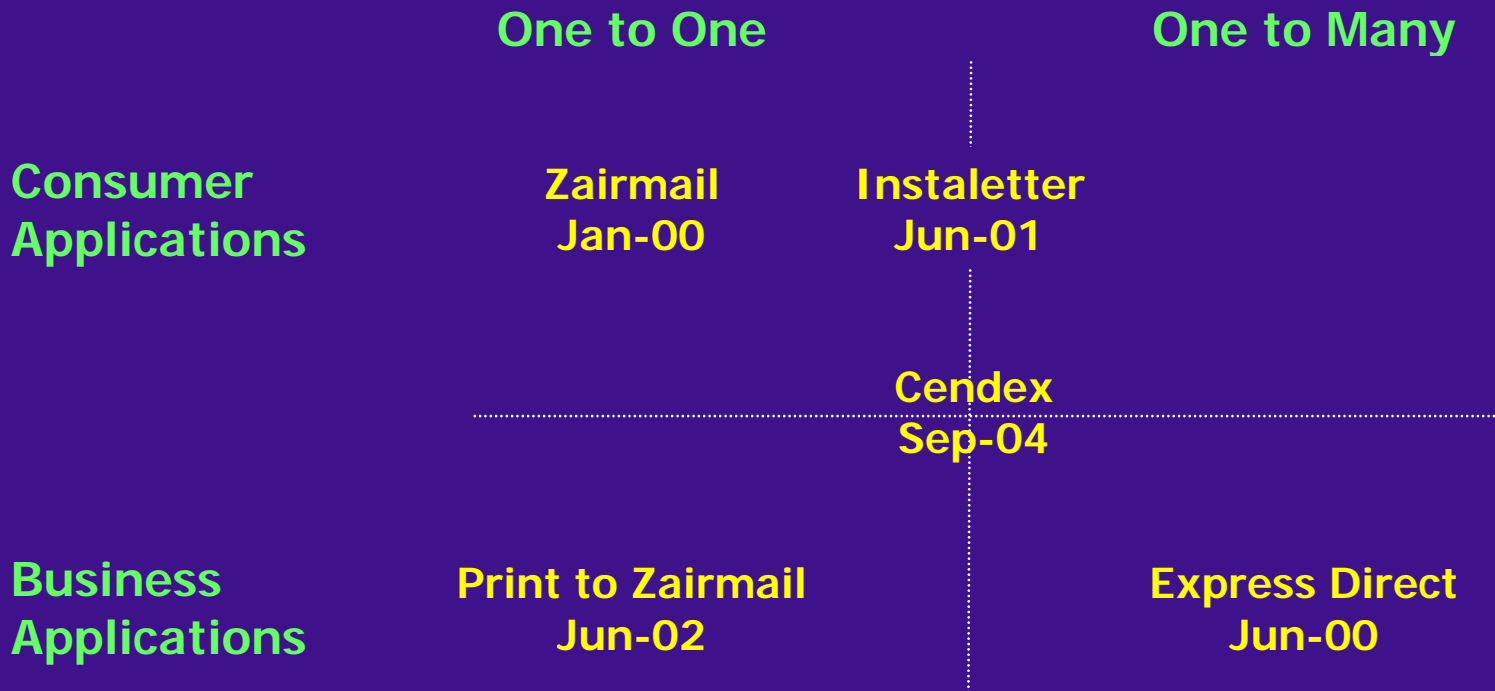 One to One
One to Many
Consumer
Applications
Zairmail
Jan-00
Instaletter
Jun-01
Cendex
Sep-04
Business
Applications
Print to Zairmail
Jun-02
Express Direct
Jun-00